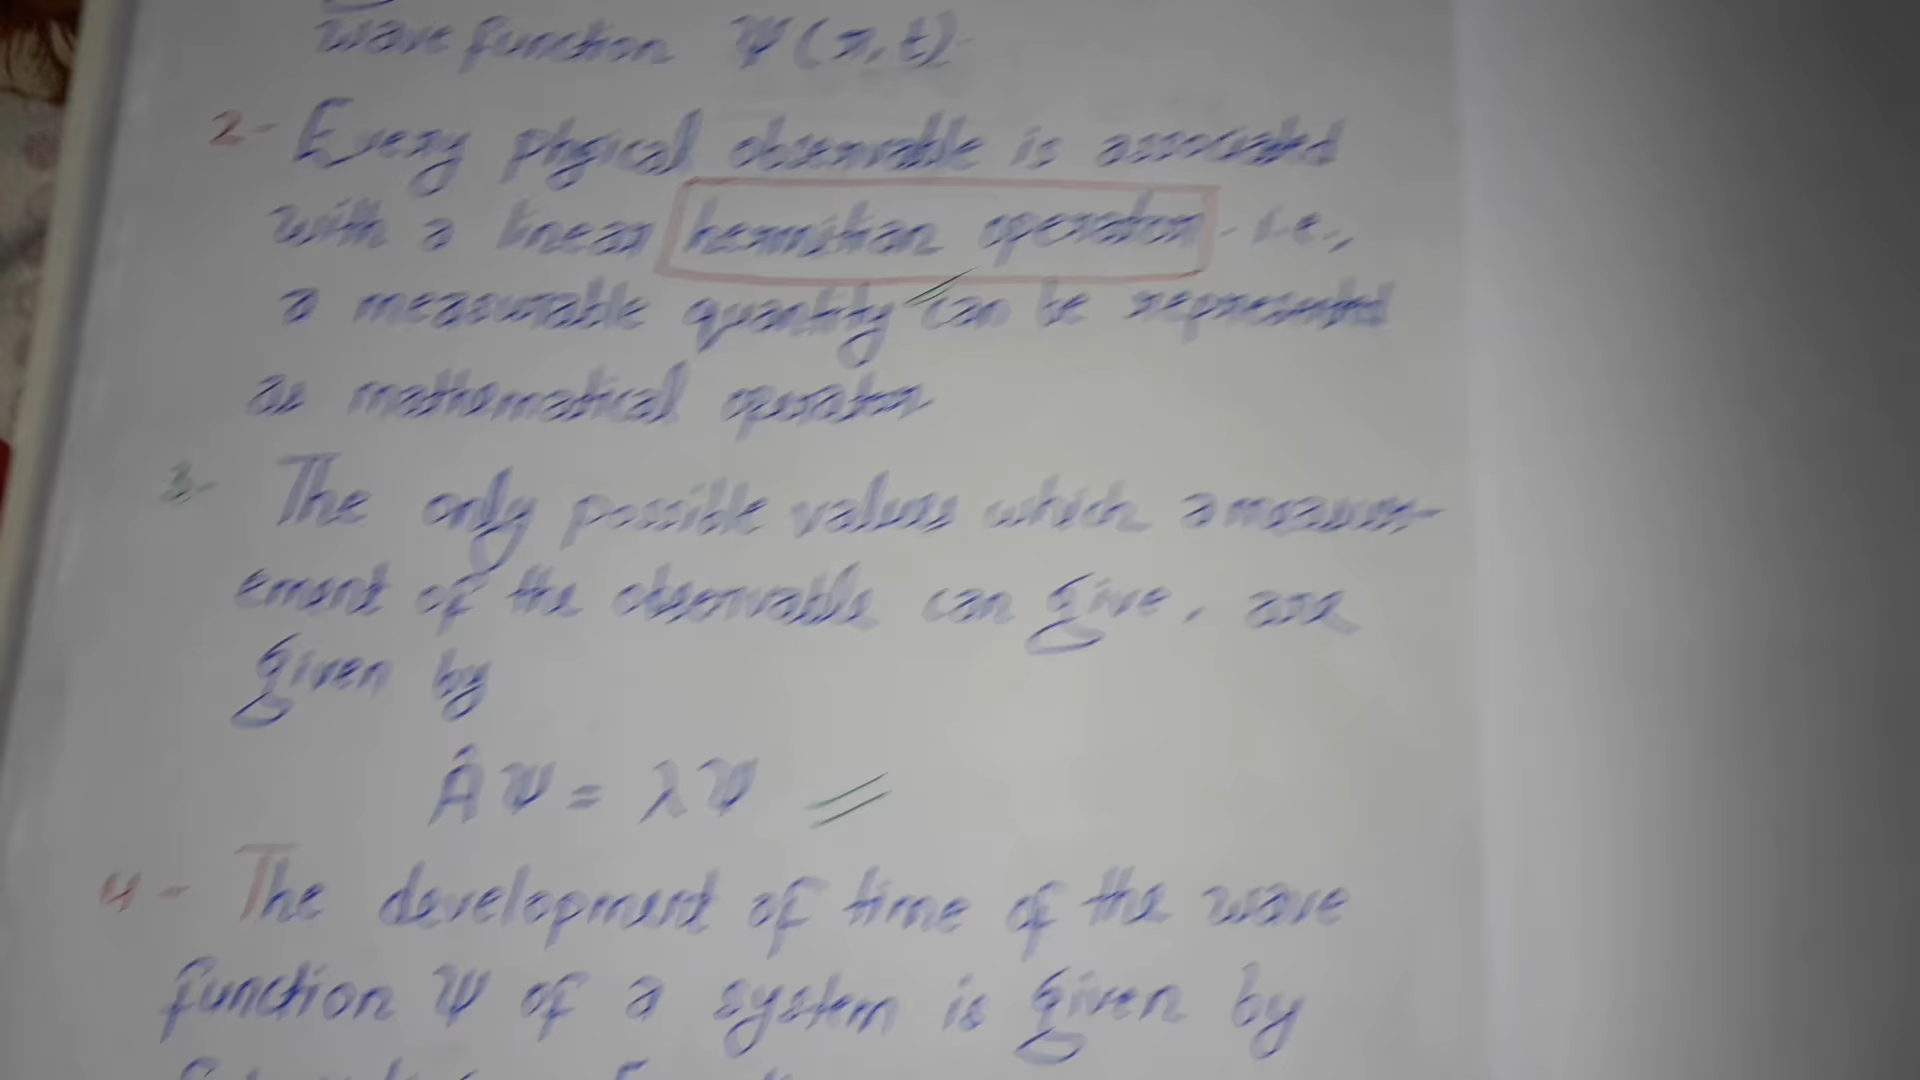 wave function Ψ(x,t).
2- Every physical observable is associated
with a linear hermitian operator. i.e.,
a measurable quantity can be represented
as mathematical operator
3- The only possible values which a measur-
ement of the observable can give, are
given by
Âψ = λψ
4- The development of time of the wave
function ψ of a system is given by